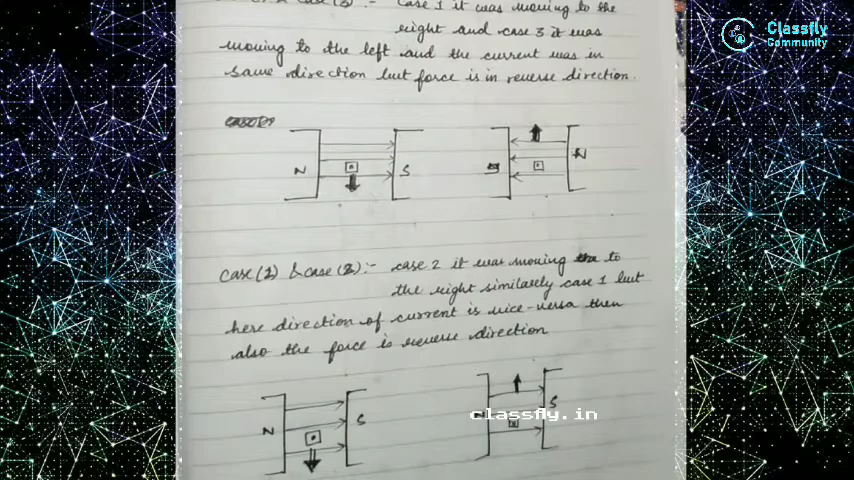 Case 1 it was moving to the
right and case 3 it was
moving to the left and the current was in
same direction but force is in reverse direction.
N
S
N
case (1) & case (2) :- case 2 it was moving to
the right similarly case 1 but
here direction of current is vice-versa then
also the force is reverse direction
N
S
S
Classfly
Community
classfly.in